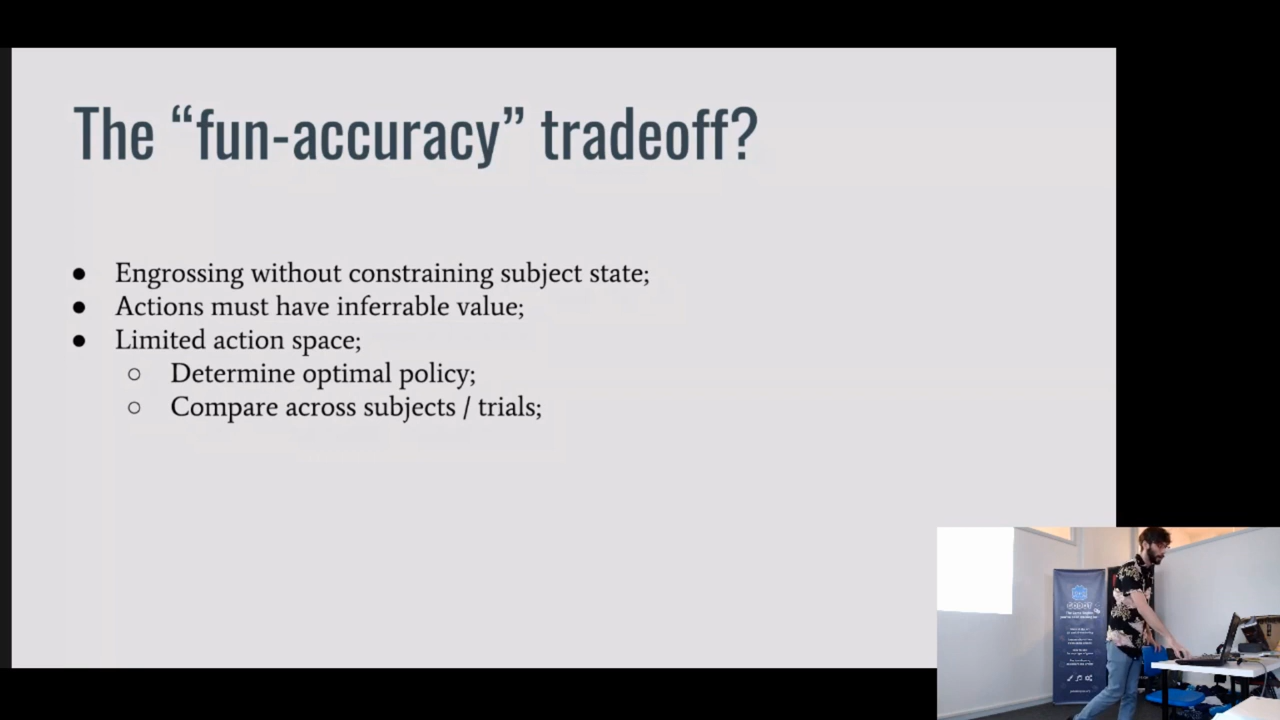 The “fun-accuracy” tradeoff?
● Engrossing without constraining subject state;
● Actions must have inferrable value;
● Limited action space;
○ Determine optimal policy;
○ Compare across subjects / trials;
GODOT